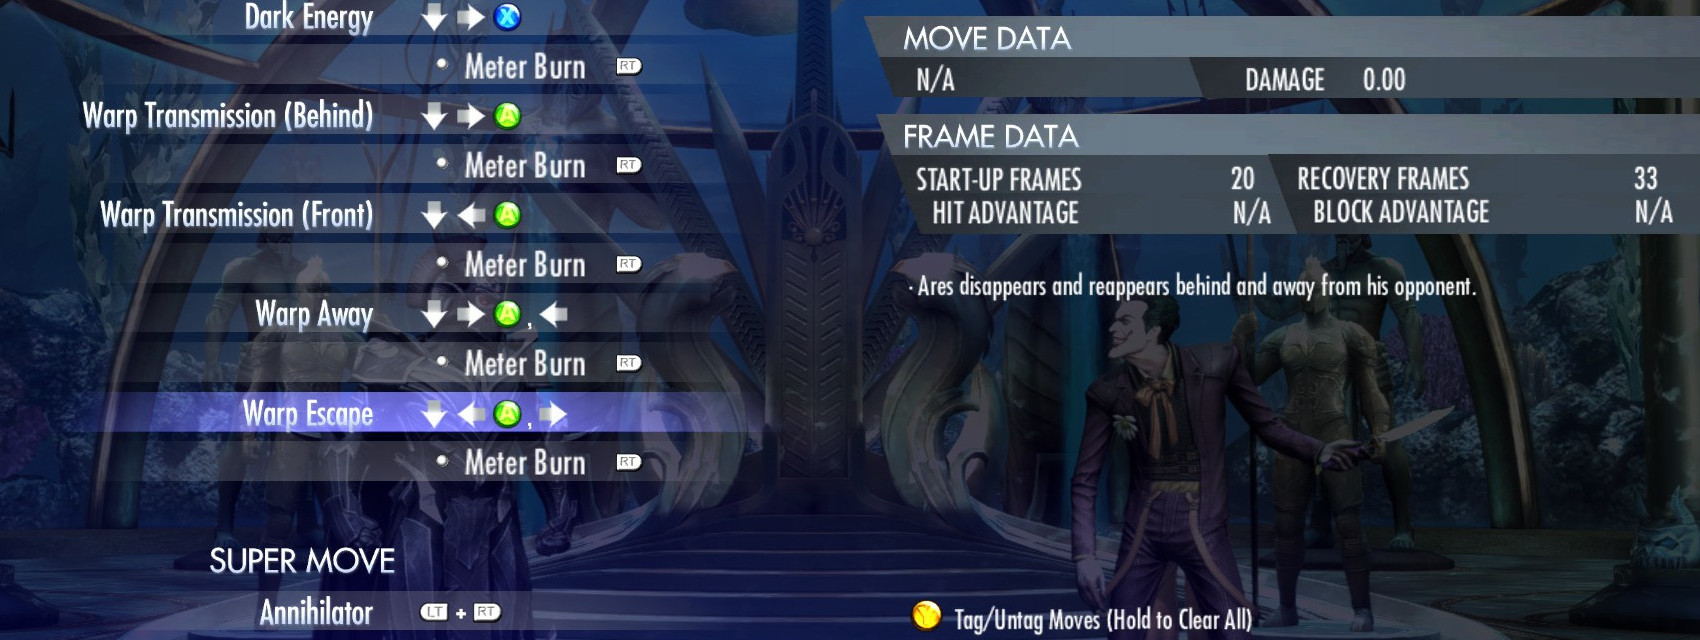 Dark Energy X
Meter Burn RT
Warp Transmission (Behind) A
Meter Burn RT
Warp Transmission (Front) A
Meter Burn RT
Warp Away A ,
Meter Burn RT
Warp Escape A ,
Meter Burn RT
SUPER MOVE
Annihilator LT + RT
MOVE DATA
N/A DAMAGE 0.00
FRAME DATA
START-UP FRAMES 20 RECOVERY FRAMES 33
HIT ADVANTAGE N/A BLOCK ADVANTAGE N/A
· Ares disappears and reappears behind and away from his opponent.
Y Tag/Untag Moves (Hold to Clear All)